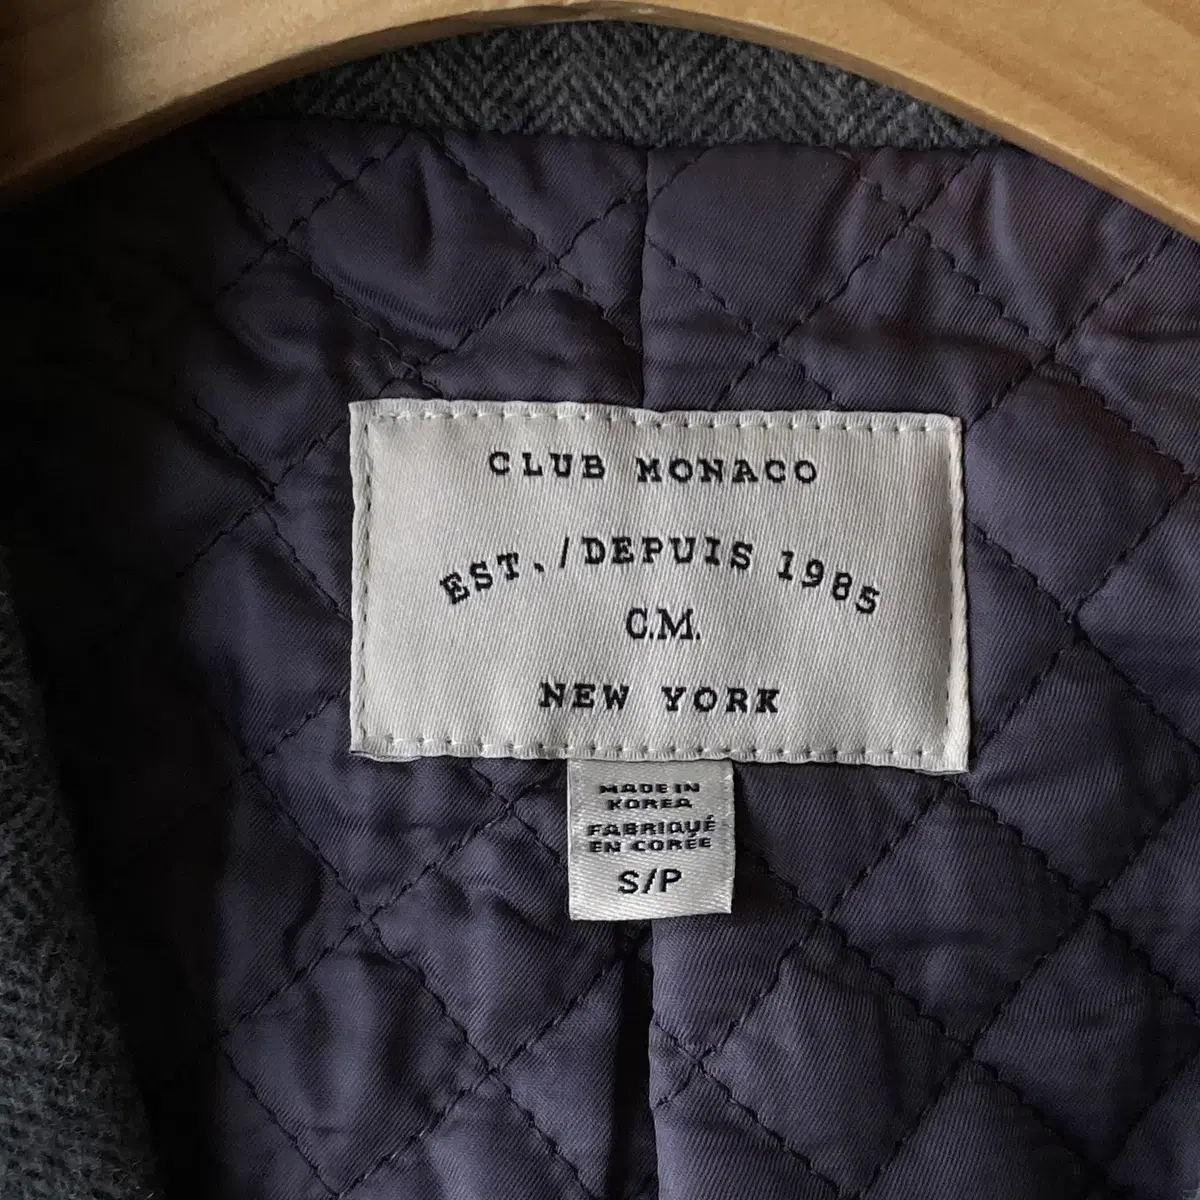 CLUB MONACO
EST./DEPUIS 1985
C.M.
NEW YORK
MADE IN
KOREA
FABRIQUÉ
EN CORÉE
S/P